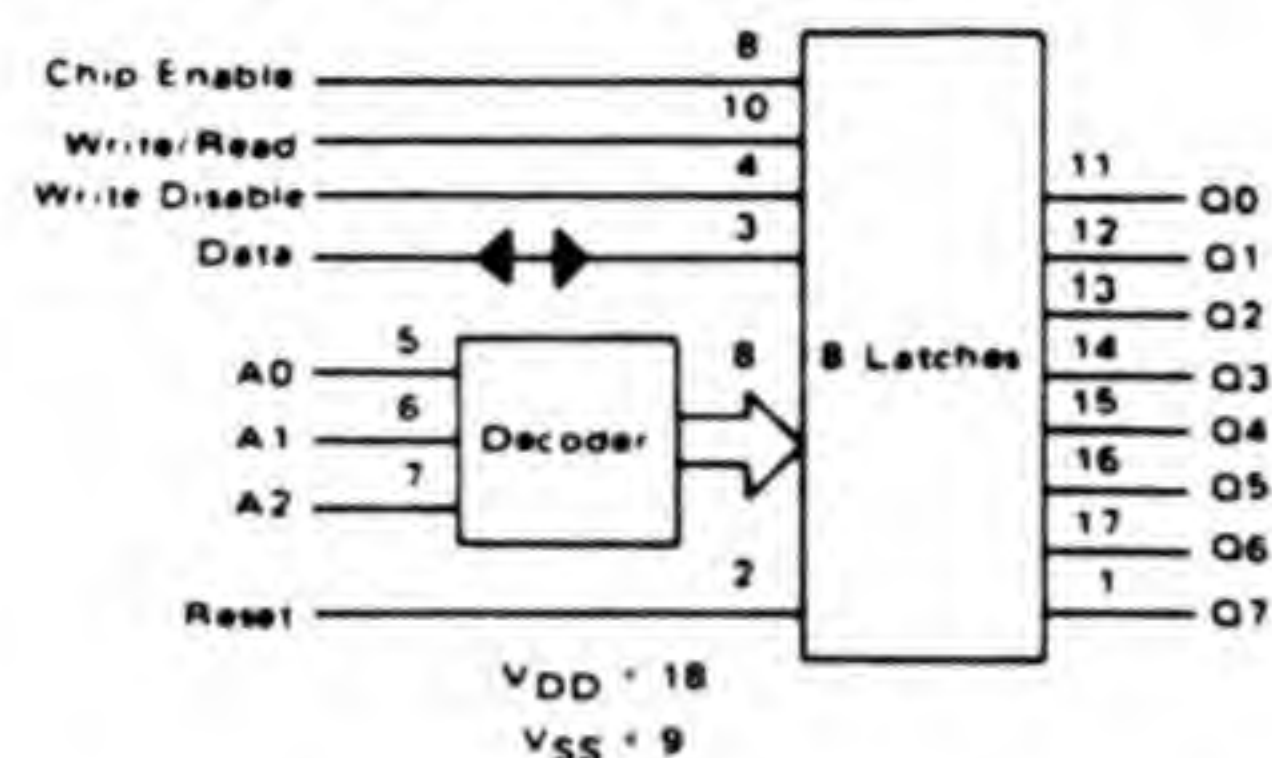 8
Chip Enable
10
Write/Read
4
Write Disable
3
Data
11
Q0
12
Q1
13
Q2
14
Q3
15
Q4
16
Q5
17
Q6
1
Q7
8 Latches
5
A0
6
A1
7
A2
Decoder
8
2
Reset
VDD = 18
VSS = 9